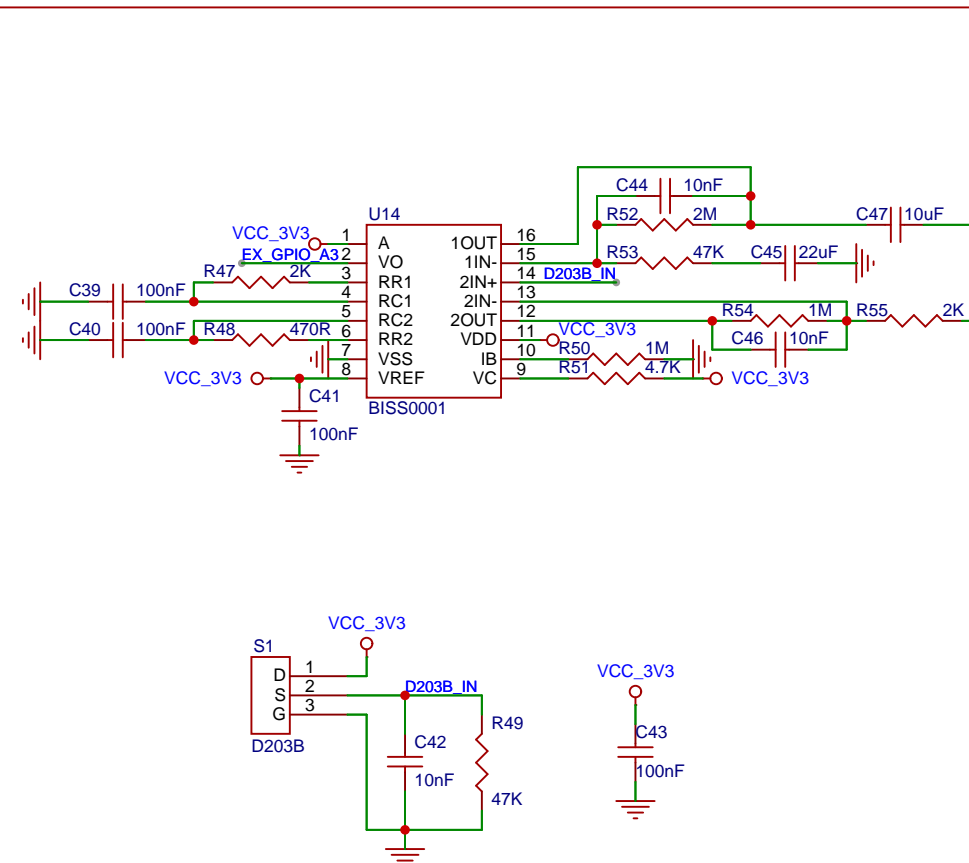 C44 10nF
U14 R52 2M C47 10uF
VCC_3V3 1 A 1OUT 16
EX_GPIO_A3 2 VO 1IN- 15 R53 47K C45 22uF
R47 2K 3 RR1 2IN+ 14 D203B_IN
C39 100nF 4 RC1 2IN- 13
5 RC2 2OUT 12 R54 1M R55 2K
C40 100nF R48 470R 6 RR2 VDD 11 VCC_3V3 C46 10nF
7 VSS IB 10 R50 1M
VCC_3V3 8 VREF VC 9 R51 4.7K VCC_3V3
C41 BISS0001
100nF
VCC_3V3
S1
D 1 VCC_3V3
S 2 D203B_IN
G 3 R49
D203B C42 C43
10nF 100nF
47K